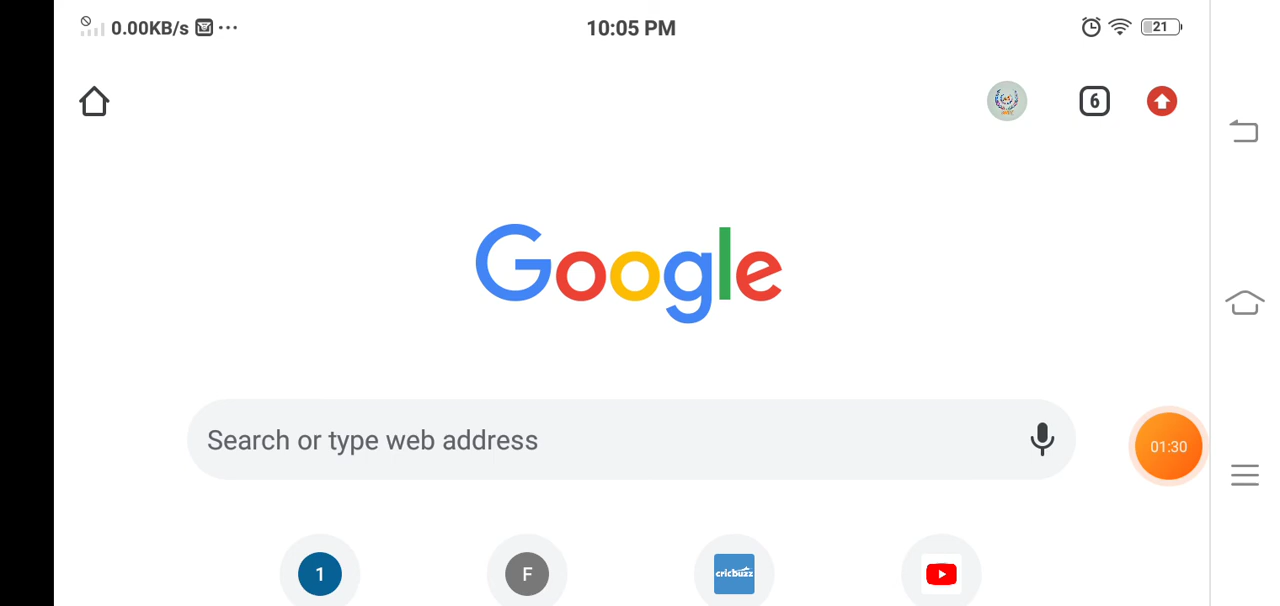 0.00KB/s ... 10:05 PM 21
6
Google
Search or type web address
01:30
1 F cricbuzz